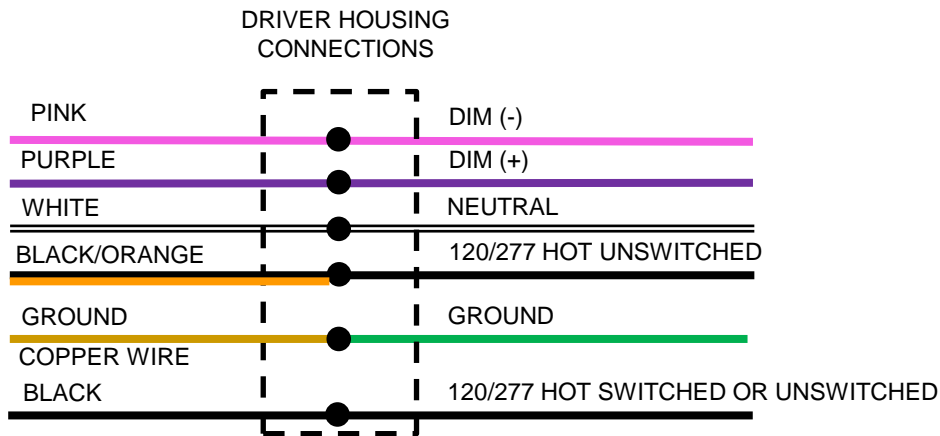 DRIVER HOUSING
CONNECTIONS
PINK
DIM (-)
PURPLE
DIM (+)
WHITE
NEUTRAL
BLACK/ORANGE
120/277 HOT UNSWITCHED
GROUND
GROUND
COPPER WIRE
BLACK
120/277 HOT SWITCHED OR UNSWITCHED